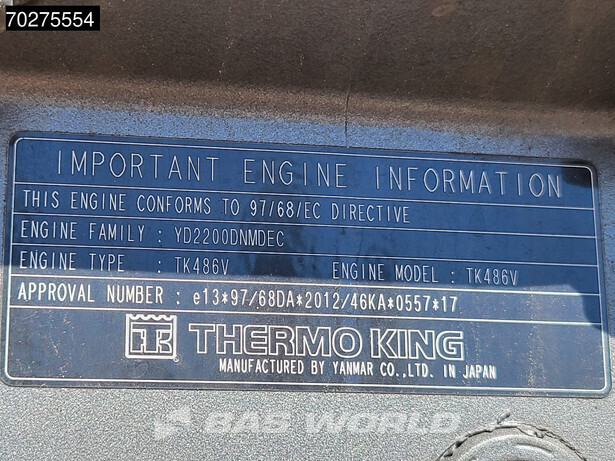 70275554
IMPORTANT ENGINE INFORMATION
THIS ENGINE CONFORMS TO 97/68/EC DIRECTIVE
ENGINE FAMILY : YD2200DNMDEC
ENGINE TYPE : TK486V ENGINE MODEL : TK486V
APPROVAL NUMBER : e13*97/68DA*2012/46KA*0557*17
TK THERMO KING
MANUFACTURED BY YANMAR CO.,LTD. IN JAPAN
BAS WORLD